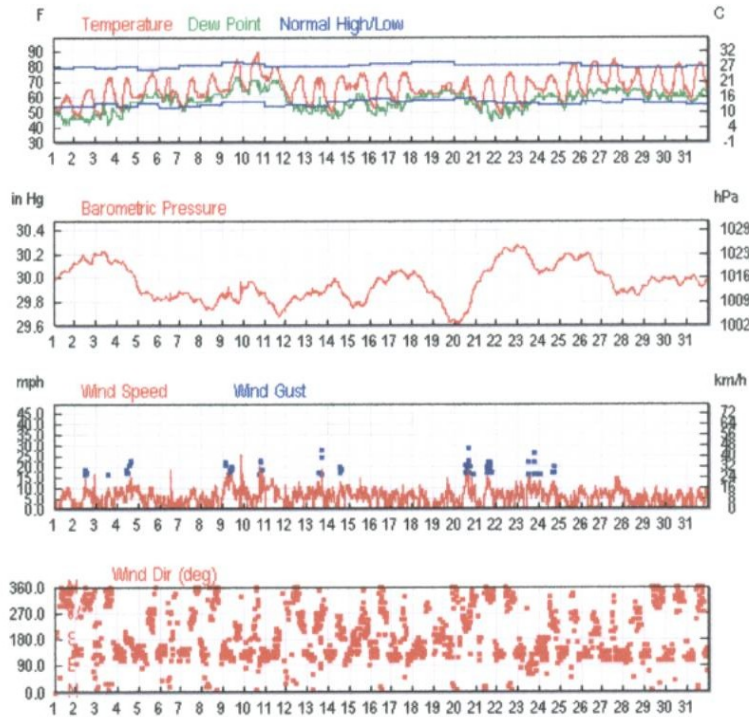 F C
Temperature Dew Point Normal High/Low
90 32
80 27
70 21
60 16
50 10
40 4
30 -1
1 2 3 4 5 6 7 8 9 10 11 12 13 14 15 16 17 18 19 20 21 22 23 24 25 26 27 28 29 30 31
in Hg hPa
Barometric Pressure
30.4 1029
30.2 1023
30.0 1016
29.8 1009
29.6 1002
1 2 3 4 5 6 7 8 9 10 11 12 13 14 15 16 17 18 19 20 21 22 23 24 25 26 27 28 29 30 31
mph km/h
Wind Speed Wind Gust
45.0 72
40.0 64
35.0 56
30.0 48
25.0 40
20.0 32
15.0 24
10.0 16
5.0 8
0.0 0
1 2 3 4 5 6 7 8 9 10 11 12 13 14 15 16 17 18 19 20 21 22 23 24 25 26 27 28 29 30 31
Wind Dir (deg)
360.0
270.0
180.0
90.0
0.0
1 2 3 4 5 6 7 8 9 10 11 12 13 14 15 16 17 18 19 20 21 22 23 24 25 26 27 28 29 30 31